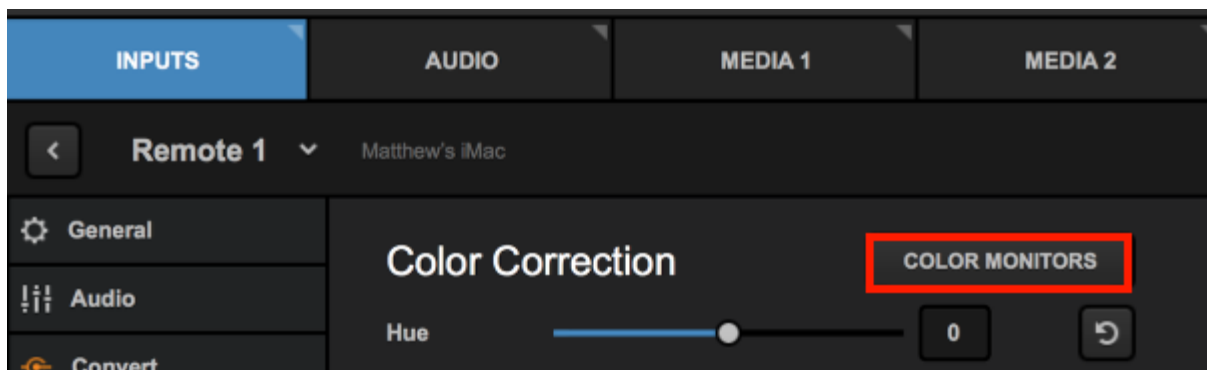 INPUTS AUDIO MEDIA 1 MEDIA 2
Remote 1 Matthew's iMac
General
Color Correction COLOR MONITORS
Audio
Hue 0
Convert